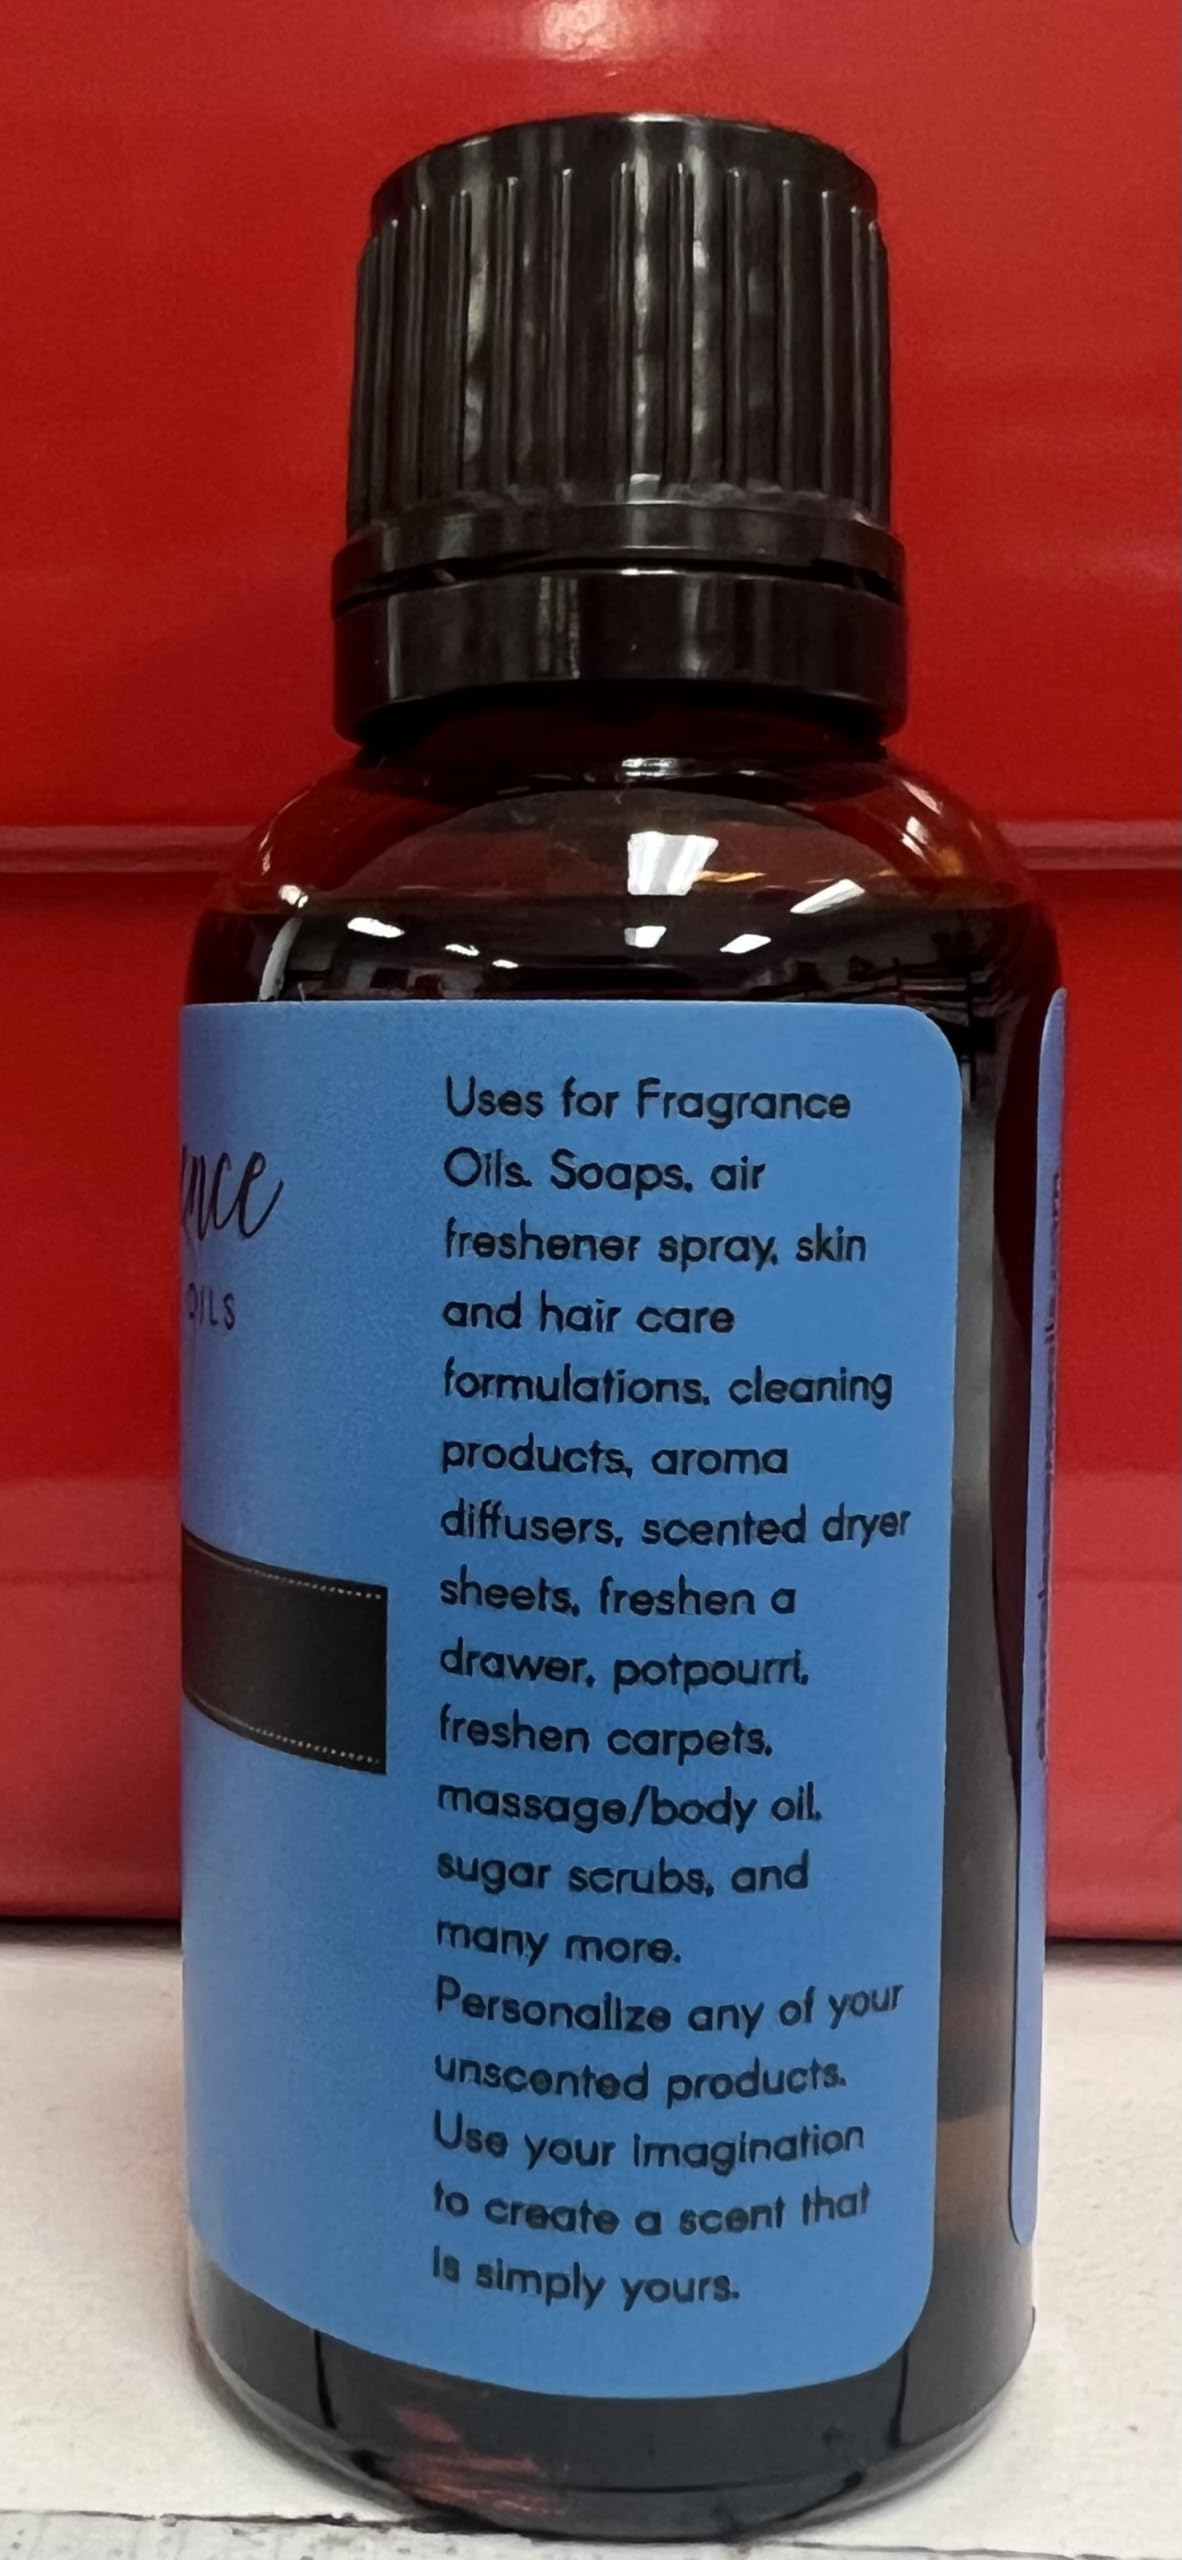 ence
OILS
Uses for Fragrance
Oils. Soaps, air
freshener spray, skin
and hair care
formulations, cleaning
products, aroma
diffusers, scented dryer
sheets, freshen a
drawer, potpourri,
freshen carpets,
massage/body oil,
sugar scrubs, and
many more.
Personalize any of your
unscented products.
Use your imagination
to create a scent that
is simply yours.